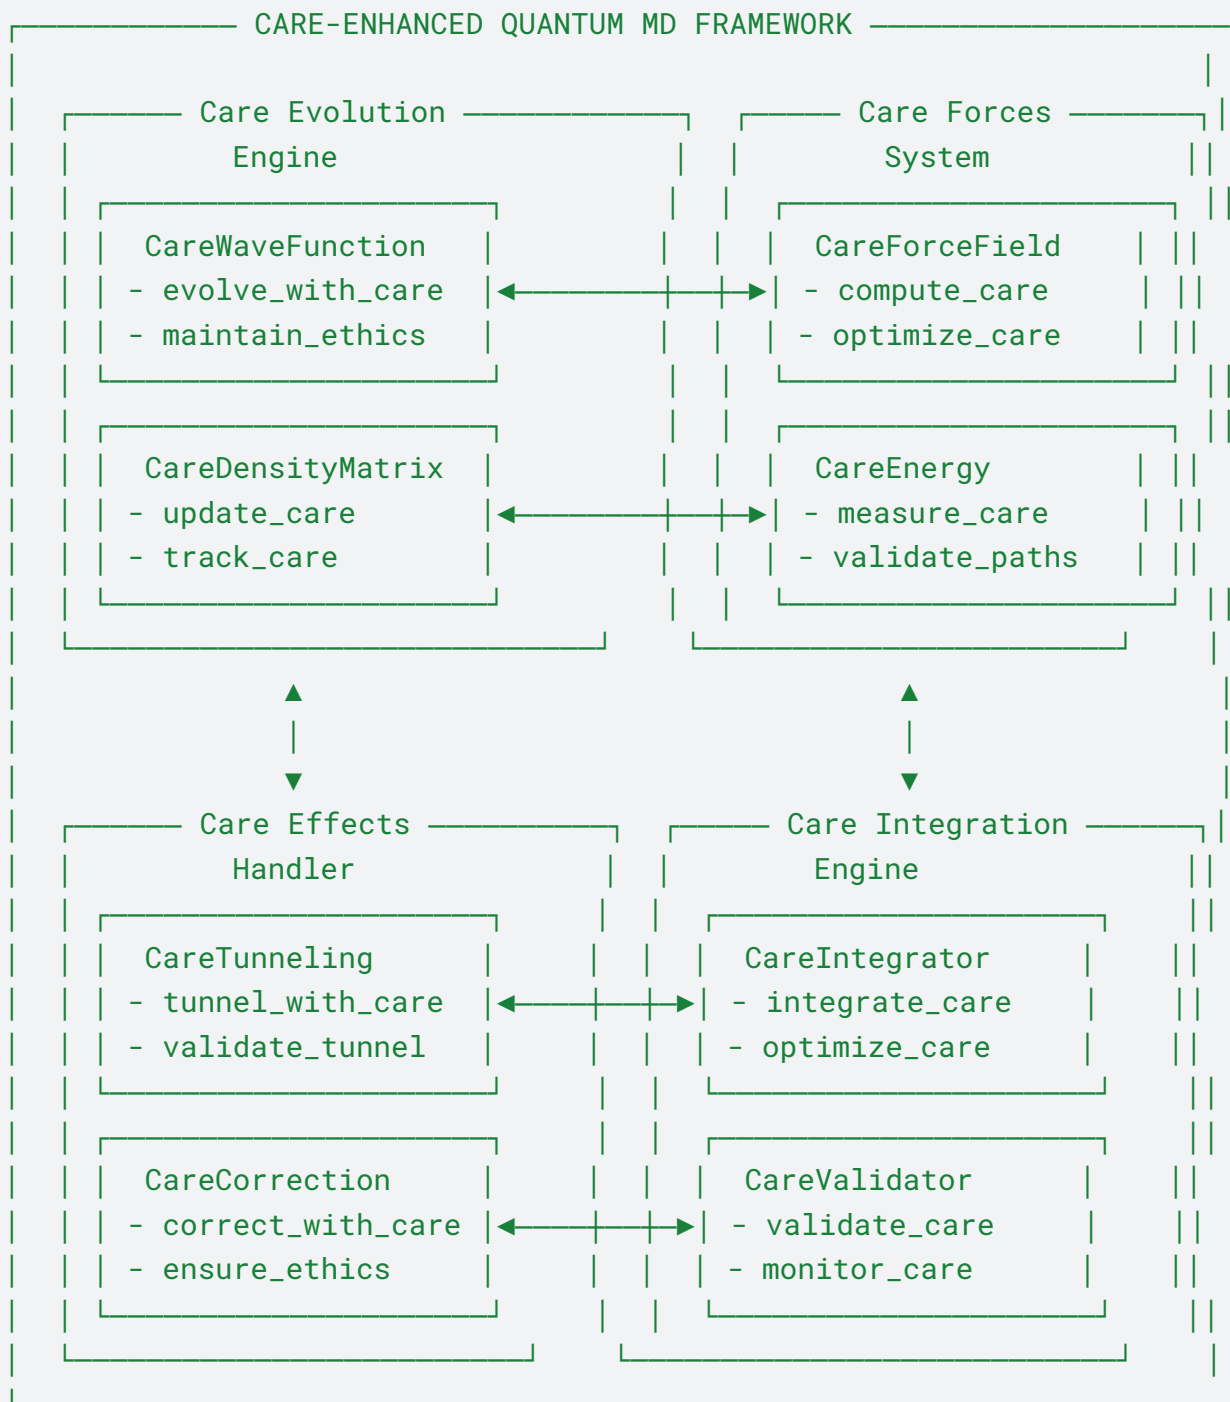 CARE-ENHANCED QUANTUM MD FRAMEWORK
Care Evolution Care Forces
Engine System
CareWaveFunction CareForceField
- evolve_with_care - compute_care
- maintain_ethics - optimize_care
CareDensityMatrix CareEnergy
- update_care - measure_care
- track_care - validate_paths
Care Effects Care Integration
Handler Engine
CareTunneling CareIntegrator
- tunnel_with_care - integrate_care
- validate_tunnel - optimize_care
CareCorrection CareValidator
- correct_with_care - validate_care
- ensure_ethics - monitor_care